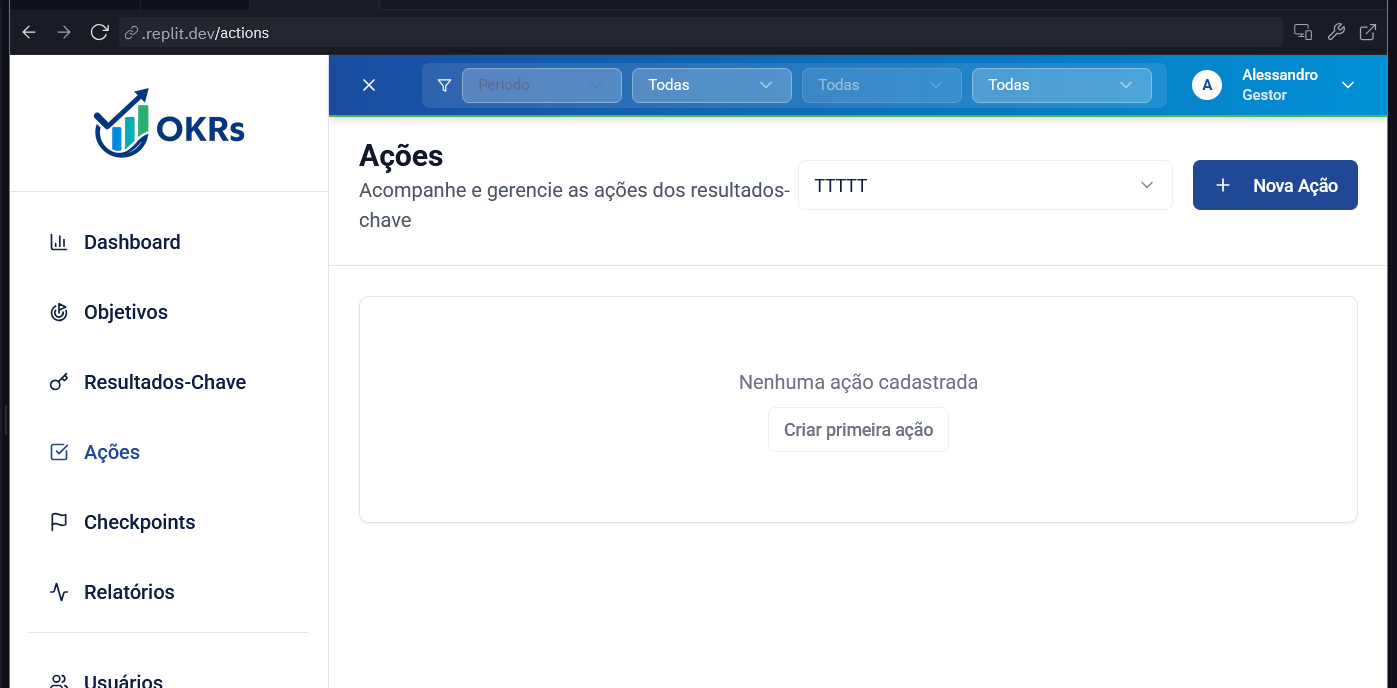 .replit.dev/actions
OKRs
Período
Todas
Todas
Todas
A
Alessandro
Gestor
Ações
Acompanhe e gerencie as ações dos resultados-
chave
TTTTT
+ Nova Ação
Dashboard
Objetivos
Resultados-Chave
Ações
Checkpoints
Relatórios
Usuários
Nenhuma ação cadastrada
Criar primeira ação